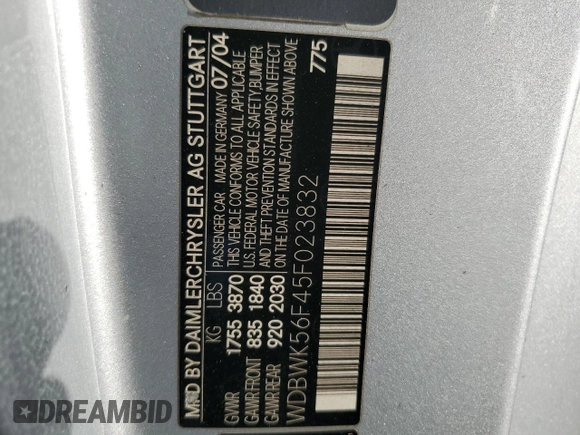 MFD BY DAIMLERCHRYSLER AG STUTTGART
KG LBS PASSENGER CAR MADE IN GERMANY 07/04
GVWR 1755 3870 THIS VEHICLE CONFORMS TO ALL APPLICABLE
GAWR FRONT 835 1840 U.S. FEDERAL MOTOR VEHICLE SAFETY,BUMPER
GAWR REAR 920 2030 AND THEFT PREVENTION STANDARDS IN EFFECT
ON THE DATE OF MANUFACTURE SHOWN ABOVE
WDBWK56F45F023832
775
DREAMBID